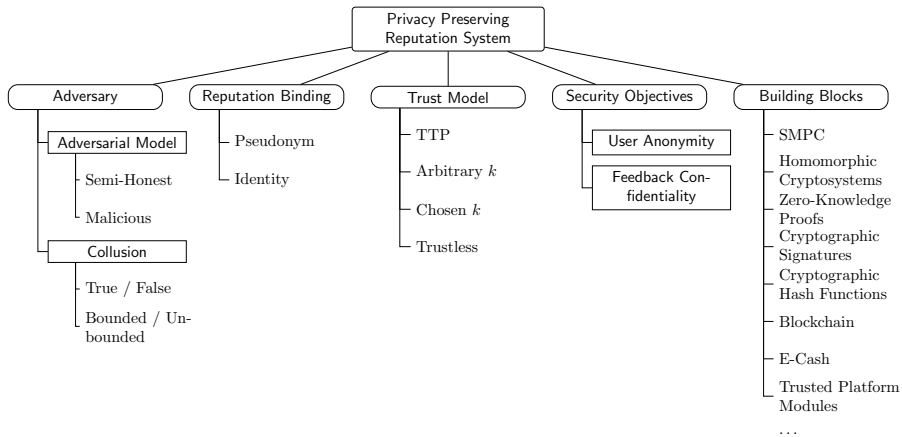 Privacy Preserving
Reputation System
Adversary
Adversarial Model
Semi-Honest
Malicious
Collusion
True / False
Bounded / Un-
bounded
Reputation Binding
Pseudonym
Identity
Trust Model
TTP
Arbitrary k
Chosen k
Trustless
Security Objectives
User Anonymity
Feedback Con-
fidentiality
Building Blocks
SMPC
Homomorphic
Cryptosystems
Zero-Knowledge
Proofs
Cryptographic
Signatures
Cryptographic
Hash Functions
Blockchain
E-Cash
Trusted Platform
Modules
...